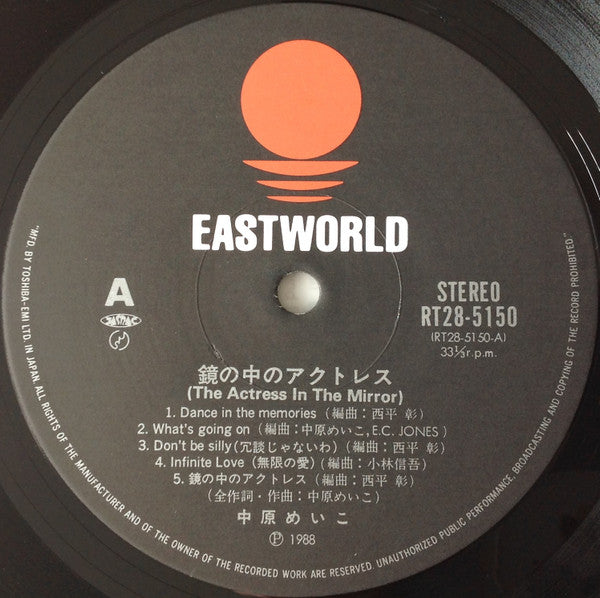 EASTWORLD
A
JASRAC
STEREO
RT28-5150
(RT28-5150-A)
33⅓r.p.m.
鏡の中のアクトレス
(The Actress In The Mirror)
1. Dance in the memories (編曲:西平 彰)
2. What's going on (編曲:中原めいこ, E.C. JONES)
3. Don't be silly(冗談じゃないわ) (編曲:西平 彰)
4. Infinite Love (無限の愛) (編曲:小林信吾)
5. 鏡の中のアクトレス (編曲:西平 彰)
(全作詞・作曲:中原めいこ)
中原めいこ
Ⓟ 1988
"MFD. BY TOSHIBA-EMI LTD. IN JAPAN. ALL RIGHTS OF THE MANUFACTURER AND OF THE OWNER OF THE RECORDED WORK ARE RESERVED. UNAUTHORIZED PUBLIC PERFORMANCE, BROADCASTING AND COPYING OF THE RECORD PROHIBITED."